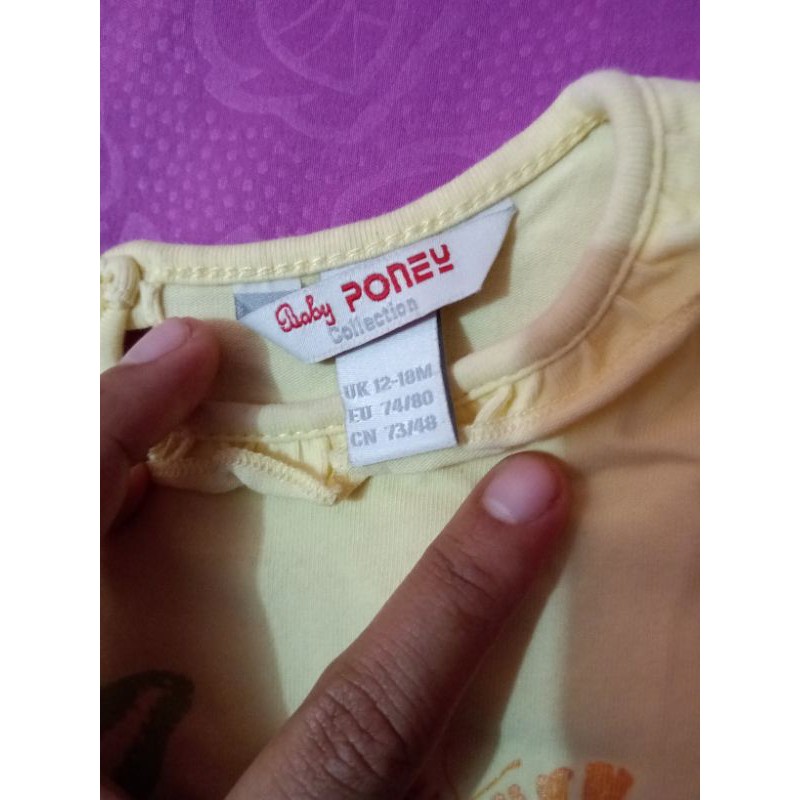 Baby PONEY
Collection
UK 12-18M
EU 74/80
CN 73/48